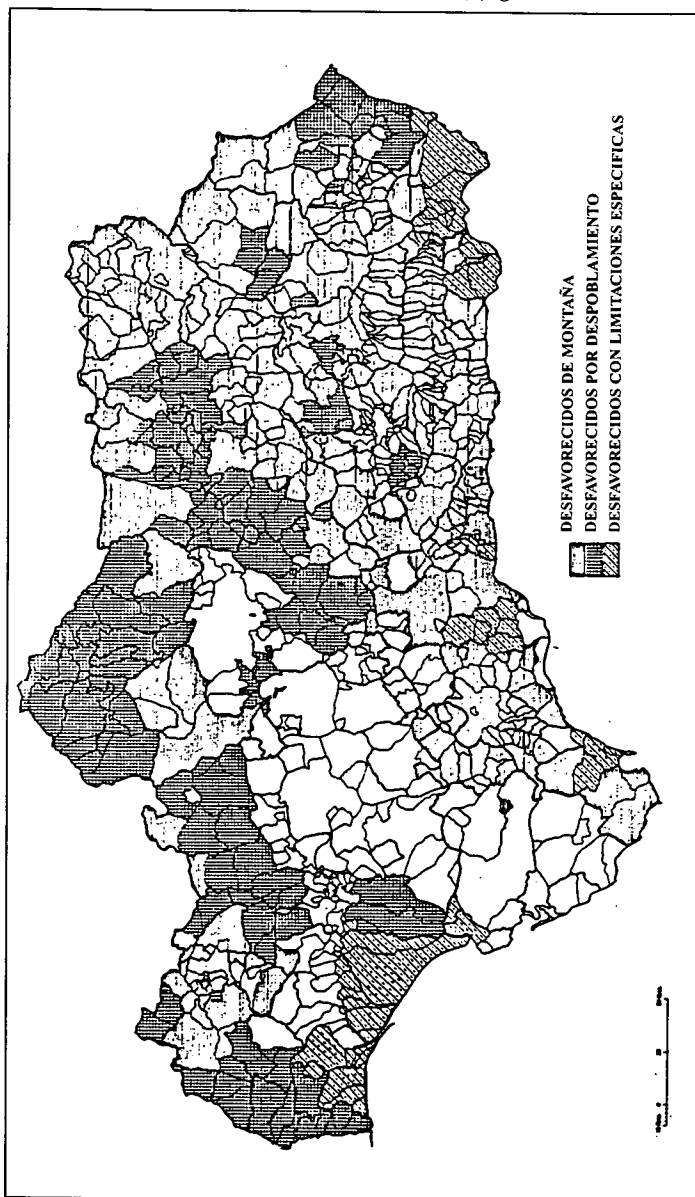 DESFAVORECIDOS DE MONTAÑA
DESFAVORECIDOS POR DESPOBLAMIENTO
DESFAVORECIDOS CON LIMITACIONES ESPECIFICAS